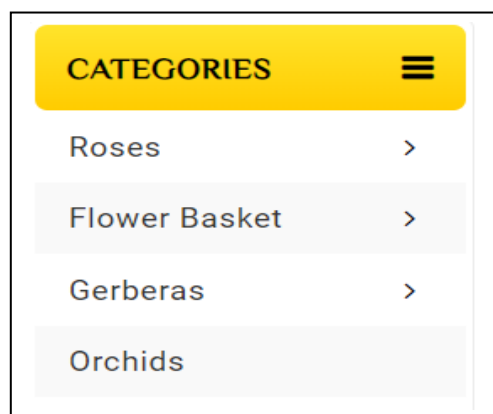 CATEGORIES
Roses >
Flower Basket >
Gerberas >
Orchids